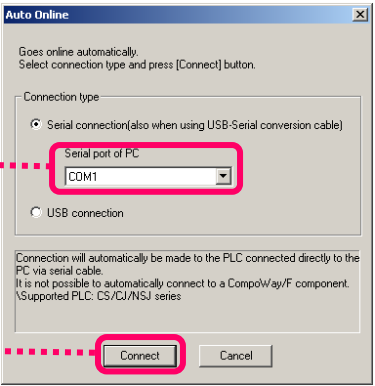 Auto Online
Goes online automatically.
Select connection type and press [Connect] button.
Connection type
Serial connection(also when using USB-Serial conversion cable)
Serial port of PC
COM1
USB connection
Connection will automatically be made to the PLC connected directly to the
PC via serial cable.
It is not possible to automatically connect to a CompoWay/F component.
\Supported PLC: CS/CJ/NSJ series
Connect
Cancel